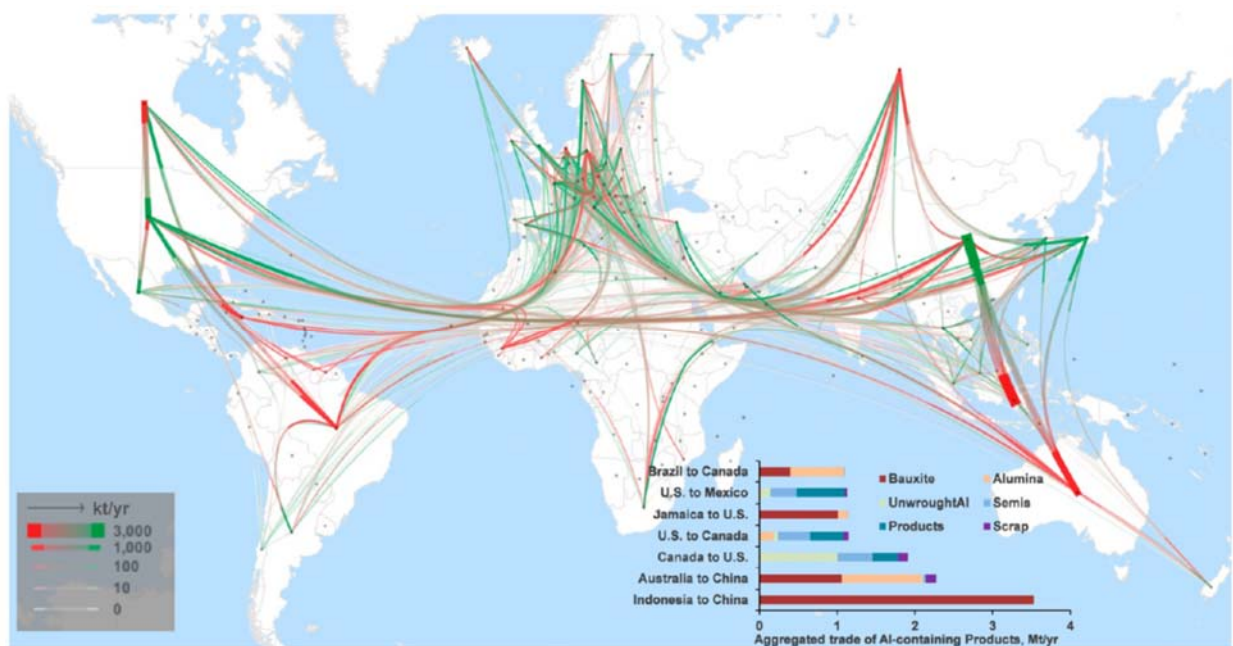 Brazil to Canada
U.S. to Mexico
Jamaica to U.S.
U.S. to Canada
Canada to U.S.
Australia to China
Indonesia to China
Bauxite
Alumina
UnwroughtAl
Semis
Products
Scrap
0 1 2 3 4
Aggregated trade of Al-containing Products, Mt/yr
kt/yr
3,000
1,000
100
10
0